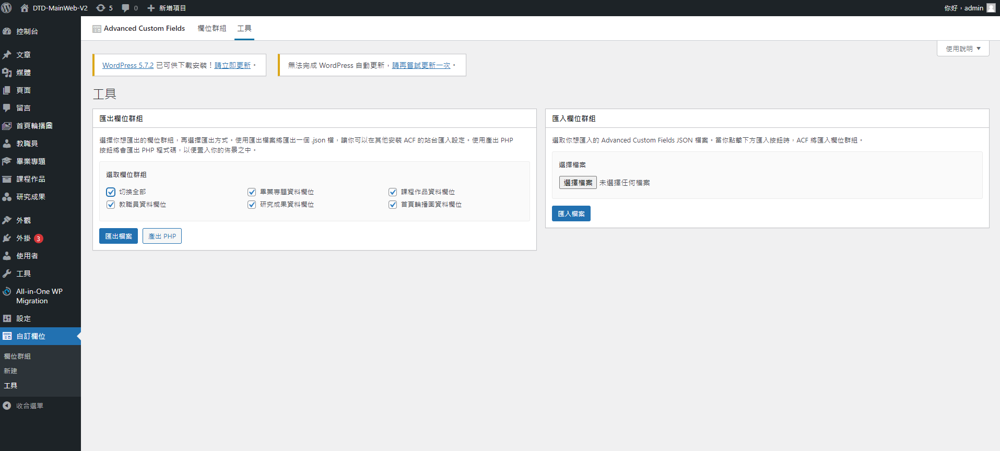 DTD-MainWeb-V2 5 0 新增項目 你好，admin
控制台
文章
媒體
頁面
留言
首頁輪播圖
教職員
畢業專題
課程作品
研究成果
外觀
外掛 3
使用者
工具
All-in-One WP
Migration
設定
自訂欄位
欄位群組
新建
工具
收合選單
Advanced Custom Fields 欄位群組 工具
使用說明
WordPress 5.7.2 已可供下載安裝！請立即更新。
無法完成 WordPress 自動更新，請再嘗試更新一次。
工具
匯出欄位群組
選擇你想匯出的欄位群組，再選擇匯出方式。使用匯出檔案將匯出一個 .json 檔，讓你可以在其他安裝 ACF 的站台匯入設定。使用產出 PHP
按鈕將會匯出 PHP 程式碼，以便置入你的佈景之中。
選取欄位群組
切換全部 畢業專題資料欄位 課程作品資料欄位
教職員資料欄位 研究成果資料欄位 首頁輪播圖資料欄位
匯出檔案 產出 PHP
匯入欄位群組
選取你想匯入的 Advanced Custom Fields JSON 檔案。當你點擊下方匯入按鈕時，ACF 將匯入欄位群組。
選擇檔案
選擇檔案 未選擇任何檔案
匯入檔案